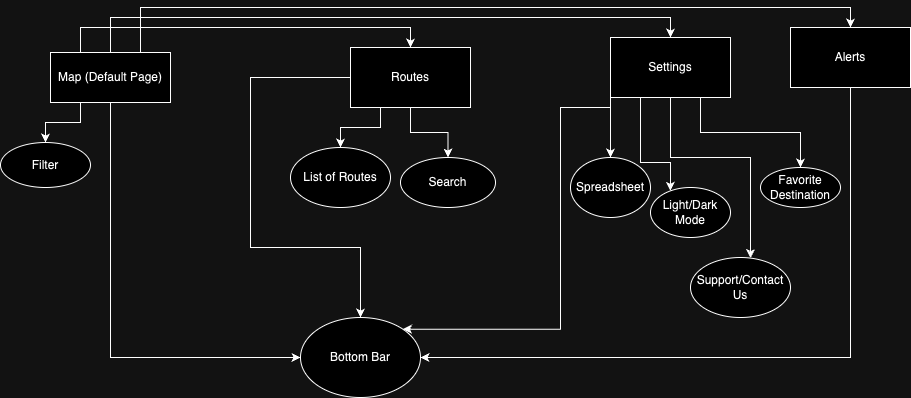 Map (Default Page)
Routes
Settings
Alerts
Filter
List of Routes
Search
Spreadsheet
Light/Dark
Mode
Favorite
Destination
Support/Contact
Us
Bottom Bar